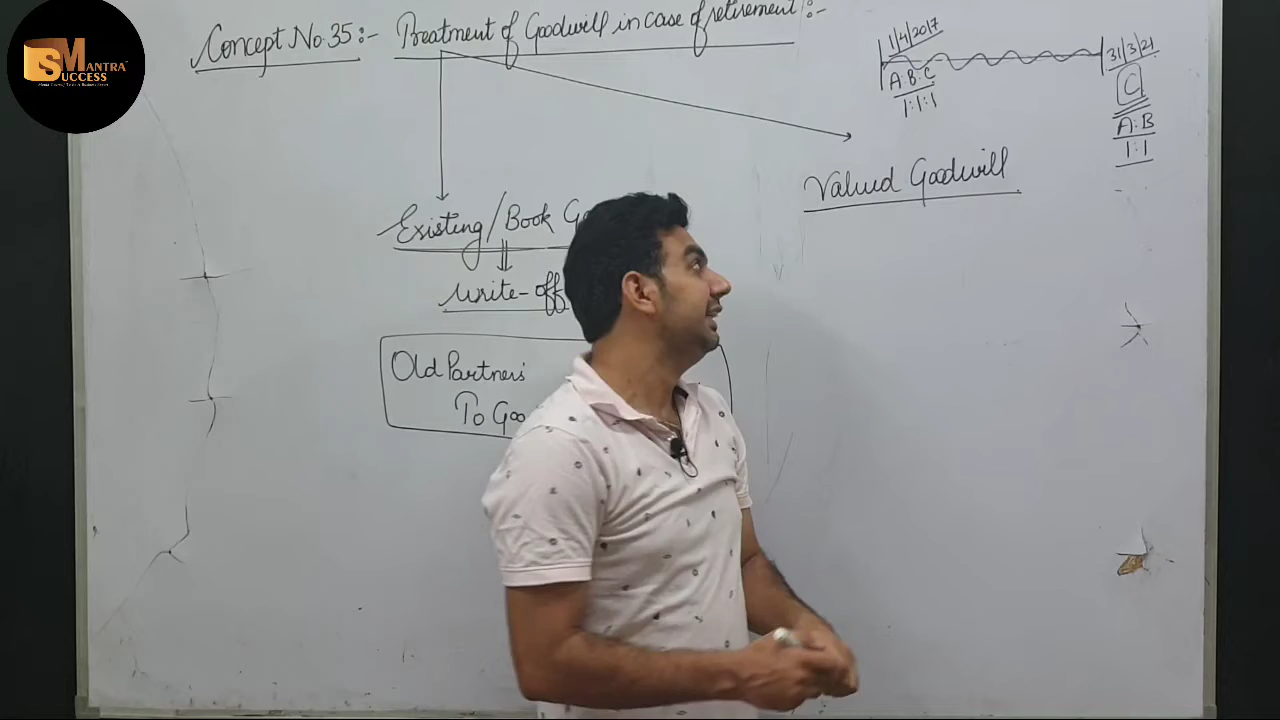 SMANTRA
SUCCESS
Concept No.35:- Treatment of Goodwill in case of retirement:-
1/4/2017
A:B:C
1:1:1
31/3/21
C
A:B
1:1
Existing/Book
Write-off
Old Partners'
To
Valued Goodwill